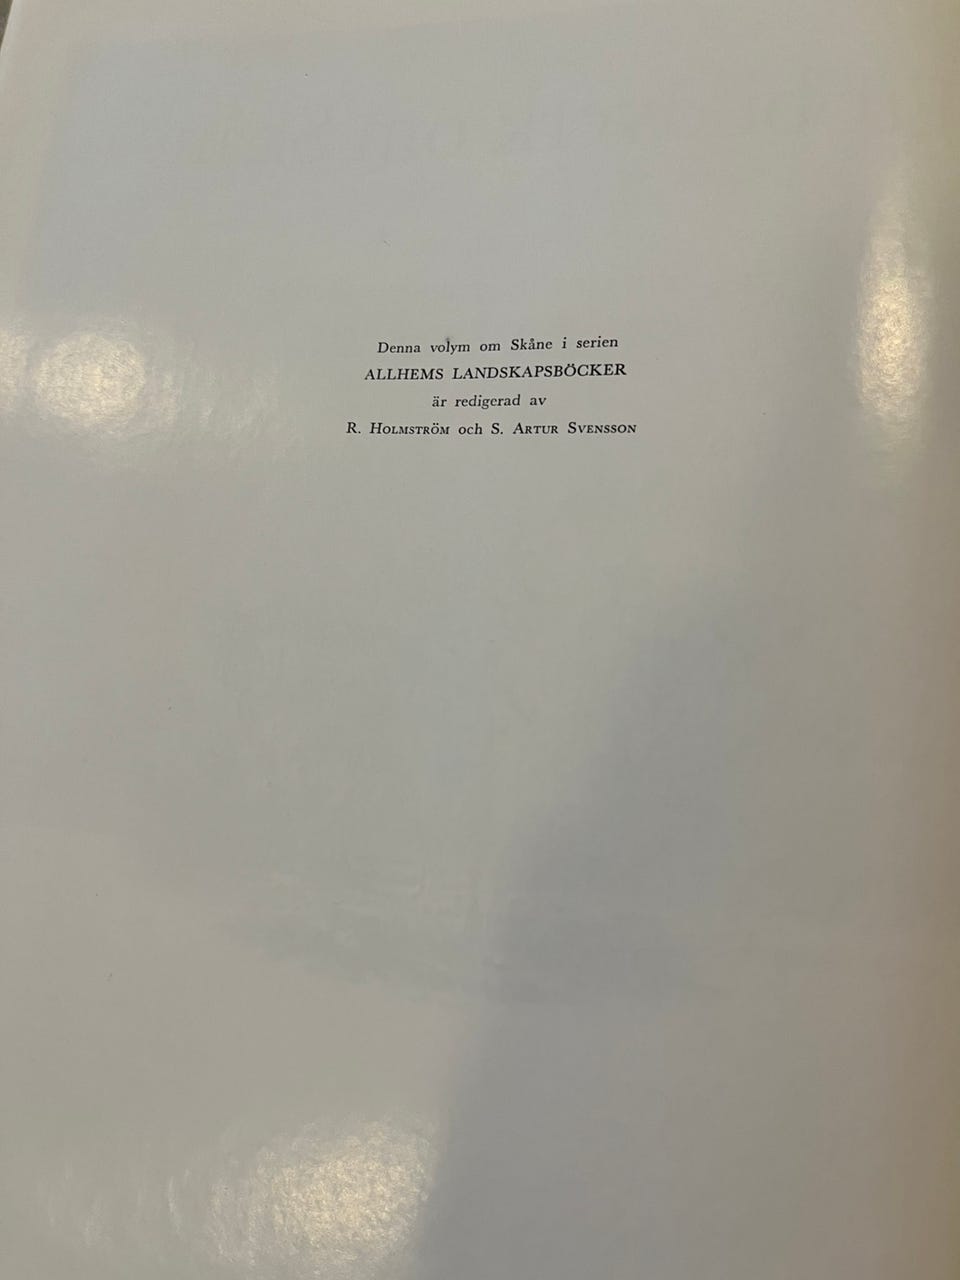 Denna volym om Skåne i serien
ALLHEMS LANDSKAPSBÖCKER
är redigerad av
R. HOLMSTRÖM och S. ARTUR SVENSSON